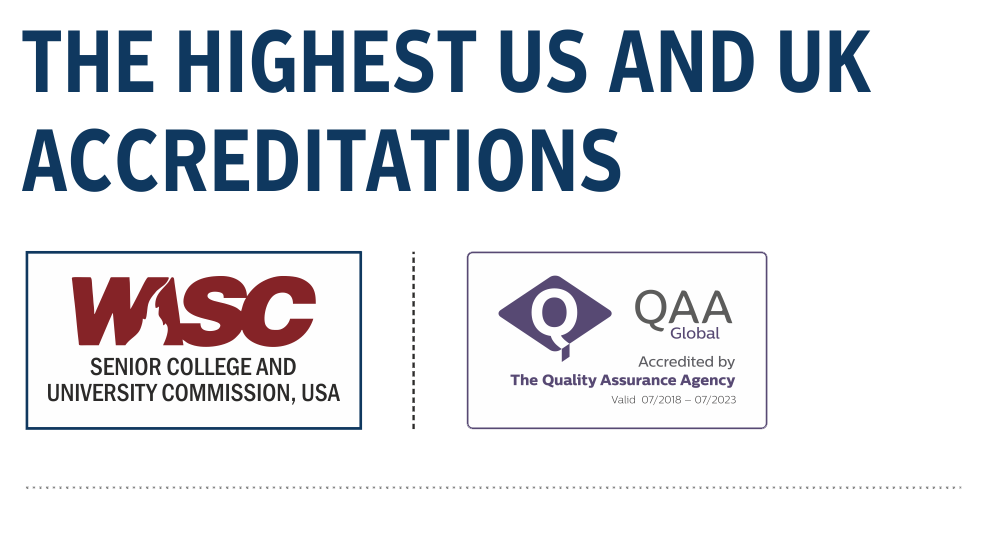 THE HIGHEST US AND UK
ACCREDITATIONS
WASC
SENIOR COLLEGE AND
UNIVERSITY COMMISSION, USA
QAA
Global
Accredited by
The Quality Assurance Agency
Valid 07/2018 – 07/2023